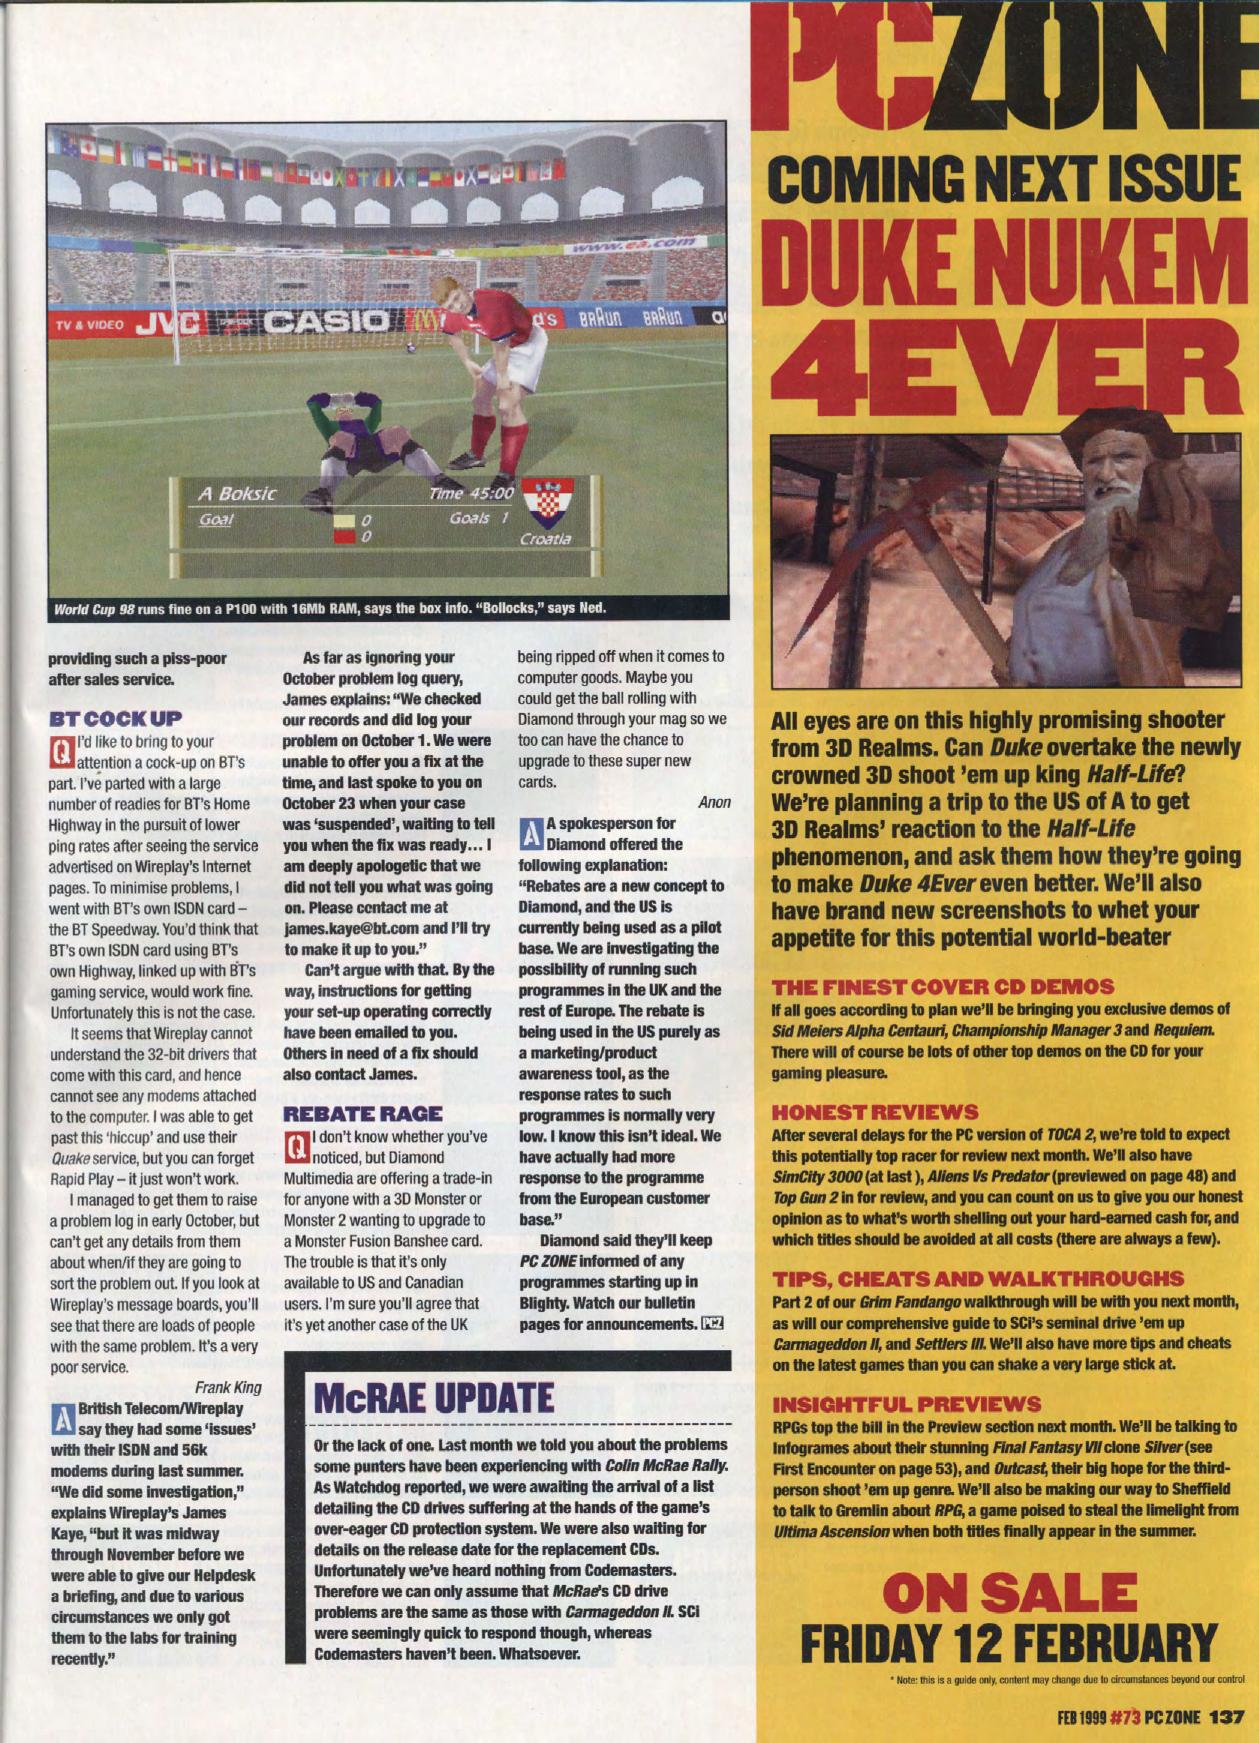 www.ea.com
TV & VIDEO JVC CASIO d's BRAUN BRAUN
A Boksic Time 45:00
Goal 0 Goals 1
0
Croatia
World Cup 98 runs fine on a P100 with 16Mb RAM, says the box info. "Bollocks," says Ned.
providing such a piss-poor
after sales service.
BT COCK UP
Q I'd like to bring to your
attention a cock-up on BT's
part. I've parted with a large
number of readies for BT's Home
Highway in the pursuit of lower
ping rates after seeing the service
advertised on Wireplay's Internet
pages. To minimise problems, I
went with BT's own ISDN card –
the BT Speedway. You'd think that
BT's own ISDN card using BT's
own Highway, linked up with BT's
gaming service, would work fine.
Unfortunately this is not the case.
It seems that Wireplay cannot
understand the 32-bit drivers that
come with this card, and hence
cannot see any modems attached
to the computer. I was able to get
past this 'hiccup' and use their
Quake service, but you can forget
Rapid Play – it just won't work.
I managed to get them to raise
a problem log in early October, but
can't get any details from them
about when/if they are going to
sort the problem out. If you look at
Wireplay's message boards, you'll
see that there are loads of people
with the same problem. It's a very
poor service.
Frank King
A British Telecom/Wireplay
say they had some 'issues'
with their ISDN and 56k
modems during last summer.
"We did some investigation,"
explains Wireplay's James
Kaye, "but it was midway
through November before we
were able to give our Helpdesk
a briefing, and due to various
circumstances we only got
them to the labs for training
recently."
As far as ignoring your
October problem log query,
James explains: "We checked
our records and did log your
problem on October 1. We were
unable to offer you a fix at the
time, and last spoke to you on
October 23 when your case
was 'suspended', waiting to tell
you when the fix was ready... I
am deeply apologetic that we
did not tell you what was going
on. Please contact me at
james.kaye@bt.com and I'll try
to make it up to you."
Can't argue with that. By the
way, instructions for getting
your set-up operating correctly
have been emailed to you.
Others in need of a fix should
also contact James.
REBATE RAGE
Q I don't know whether you've
noticed, but Diamond
Multimedia are offering a trade-in
for anyone with a 3D Monster or
Monster 2 wanting to upgrade to
a Monster Fusion Banshee card.
The trouble is that it's only
available to US and Canadian
users. I'm sure you'll agree that
it's yet another case of the UK
being ripped off when it comes to
computer goods. Maybe you
could get the ball rolling with
Diamond through your mag so we
too can have the chance to
upgrade to these super new
cards.
Anon
A A spokesperson for
Diamond offered the
following explanation:
"Rebates are a new concept to
Diamond, and the US is
currently being used as a pilot
base. We are investigating the
possibility of running such
programmes in the UK and the
rest of Europe. The rebate is
being used in the US purely as
a marketing/product
awareness tool, as the
response rates to such
programmes is normally very
low. I know this isn't ideal. We
have actually had more
response to the programme
from the European customer
base."
Diamond said they'll keep
PC ZONE informed of any
programmes starting up in
Blighty. Watch our bulletin
pages for announcements. PCZ
McRAE UPDATE
Or the lack of one. Last month we told you about the problems
some punters have been experiencing with Colin McRae Rally.
As Watchdog reported, we were awaiting the arrival of a list
detailing the CD drives suffering at the hands of the game's
over-eager CD protection system. We were also waiting for
details on the release date for the replacement CDs.
Unfortunately we've heard nothing from Codemasters.
Therefore we can only assume that McRae's CD drive
problems are the same as those with Carmageddon II. SCi
were seemingly quick to respond though, whereas
Codemasters haven't been. Whatsoever.
PCZONE
COMING NEXT ISSUE
DUKE NUKEM
4EVER
All eyes are on this highly promising shooter
from 3D Realms. Can Duke overtake the newly
crowned 3D shoot 'em up king Half-Life?
We're planning a trip to the US of A to get
3D Realms' reaction to the Half-Life
phenomenon, and ask them how they're going
to make Duke 4Ever even better. We'll also
have brand new screenshots to whet your
appetite for this potential world-beater
THE FINEST COVER CD DEMOS
If all goes according to plan we'll be bringing you exclusive demos of
Sid Meiers Alpha Centauri, Championship Manager 3 and Requiem.
There will of course be lots of other top demos on the CD for your
gaming pleasure.
HONEST REVIEWS
After several delays for the PC version of TOCA 2, we're told to expect
this potentially top racer for review next month. We'll also have
SimCity 3000 (at last ), Aliens Vs Predator (previewed on page 48) and
Top Gun 2 in for review, and you can count on us to give you our honest
opinion as to what's worth shelling out your hard-earned cash for, and
which titles should be avoided at all costs (there are always a few).
TIPS, CHEATS AND WALKTHROUGHS
Part 2 of our Grim Fandango walkthrough will be with you next month,
as will our comprehensive guide to SCi's seminal drive 'em up
Carmageddon II, and Settlers III. We'll also have more tips and cheats
on the latest games than you can shake a very large stick at.
INSIGHTFUL PREVIEWS
RPGs top the bill in the Preview section next month. We'll be talking to
Infogrames about their stunning Final Fantasy VII clone Silver (see
First Encounter on page 53), and Outcast, their big hope for the third-
person shoot 'em up genre. We'll also be making our way to Sheffield
to talk to Gremlin about RPG, a game poised to steal the limelight from
Ultima Ascension when both titles finally appear in the summer.
ON SALE
FRIDAY 12 FEBRUARY
* Note: this is a guide only, content may change due to circumstances beyond our control
FEB 1999 #73 PC ZONE 137